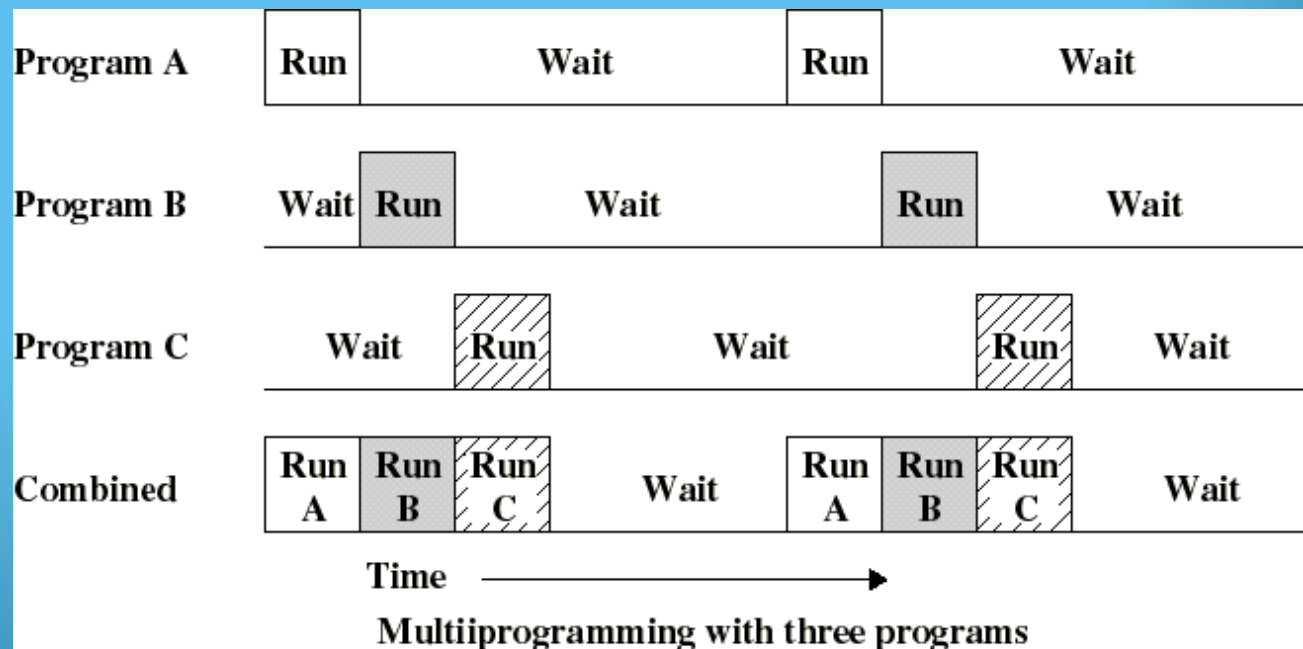 Program A Run Wait Run Wait
Program B Wait Run Wait Run Wait
Program C Wait Run Wait Run Wait
Combined Run A Run B Run C Wait Run A Run B Run C Wait
Time
Multiiprogramming with three programs